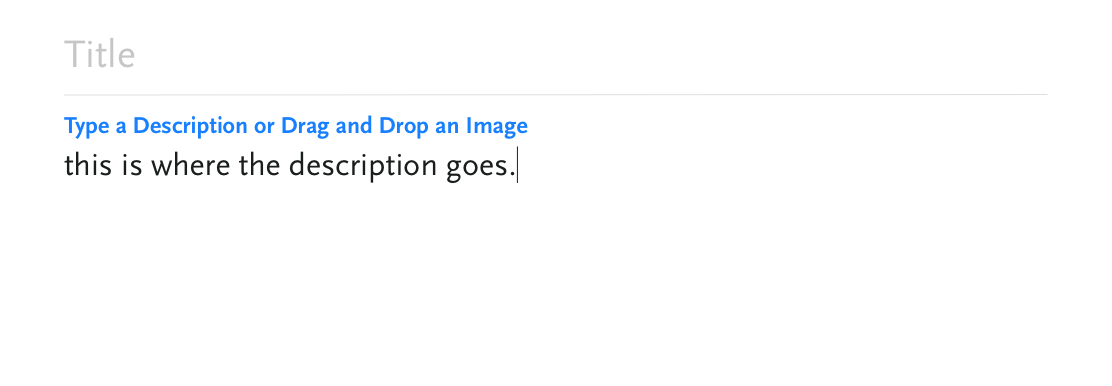 Title
Type a Description or Drag and Drop an Image
this is where the description goes.